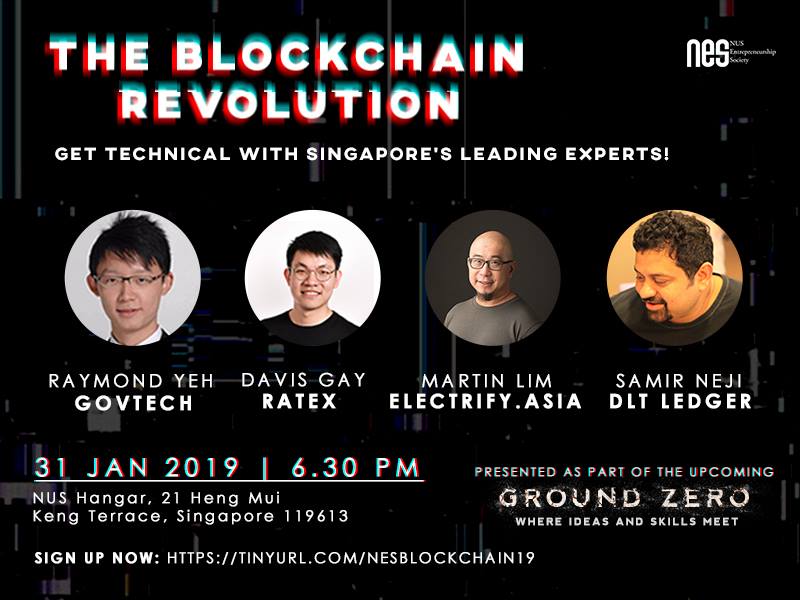 THE BLOCKCHAIN
REVOLUTION
nes NUS
Entrepreneurship
Society
GET TECHNICAL WITH SINGAPORE'S LEADING EXPERTS!
RAYMOND YEH
GOVTECH
DAVIS GAY
RATEX
MARTIN LIM
ELECTRIFY.ASIA
SAMIR NEJI
DLT LEDGER
31 JAN 2019 | 6.30 PM
NUS Hangar, 21 Heng Mui
Keng Terrace, Singapore 119613
PRESENTED AS PART OF THE UPCOMING
GROUND ZERO
WHERE IDEAS AND SKILLS MEET
SIGN UP NOW: HTTPS://TINYURL.COM/NESBLOCKCHAIN19